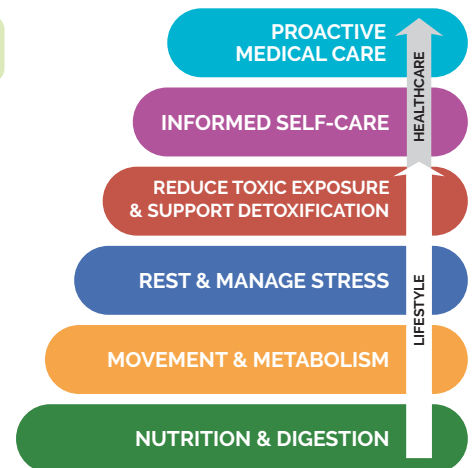 PROACTIVE
MEDICAL CARE
HEALTHCARE
INFORMED SELF-CARE
REDUCE TOXIC EXPOSURE
& SUPPORT DETOXIFICATION
REST & MANAGE STRESS
LIFESTYLE
MOVEMENT & METABOLISM
NUTRITION & DIGESTION